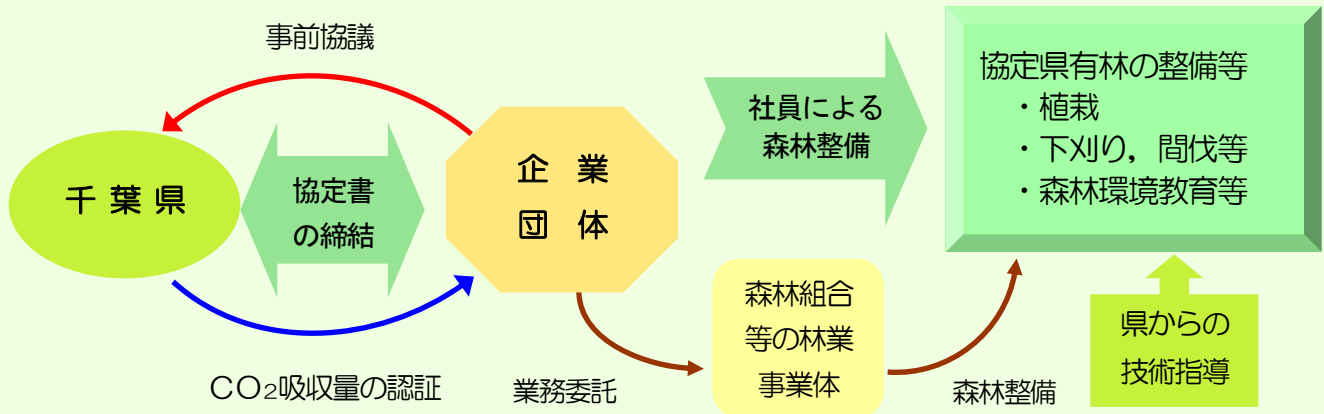 事前協議
千葉県
協定書
の締結
企業
団体
CO₂吸収量の認証
社員による
森林整備
協定県有林の整備等
・植栽
・下刈り，間伐等
・森林環境教育等
業務委託
森林組合
等の林業
事業体
森林整備
県からの
技術指導